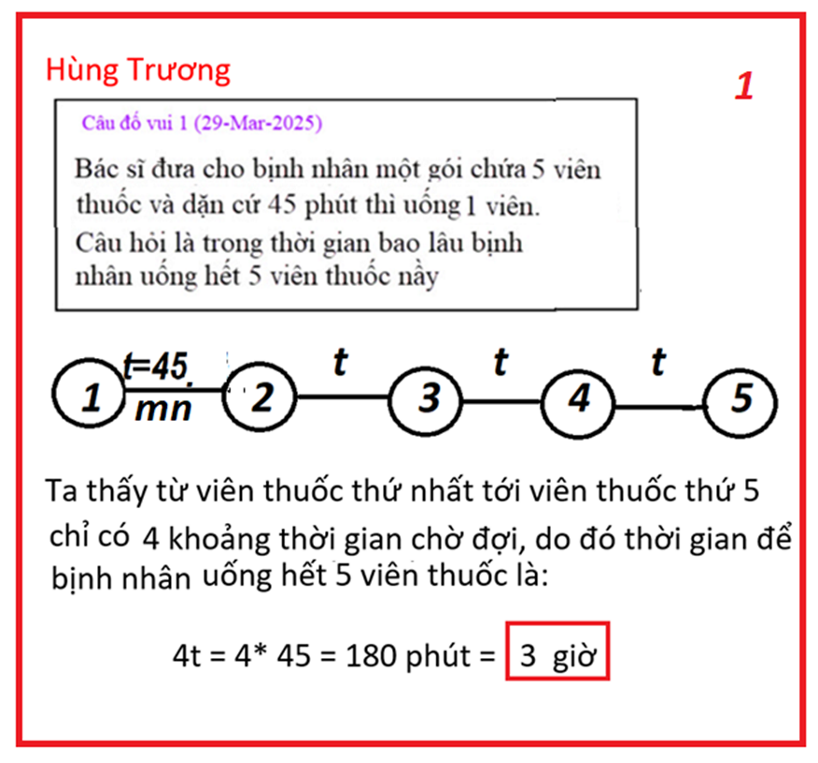 Hùng Trương
1
Câu đố vui 1 (29-Mar-2025)
Bác sĩ đưa cho bịnh nhân một gói chứa 5 viên
thuốc và dặn cứ 45 phút thì uống 1 viên.
Câu hỏi là trong thời gian bao lâu bịnh
nhân uống hết 5 viên thuốc nầy
t=45 t t t
1 2 3 4 5
mn
Ta thấy từ viên thuốc thứ nhất tới viên thuốc thứ 5
chỉ có 4 khoảng thời gian chờ đợi, do đó thời gian để
bịnh nhân uống hết 5 viên thuốc là:
4t = 4* 45 = 180 phút = 3 giờ